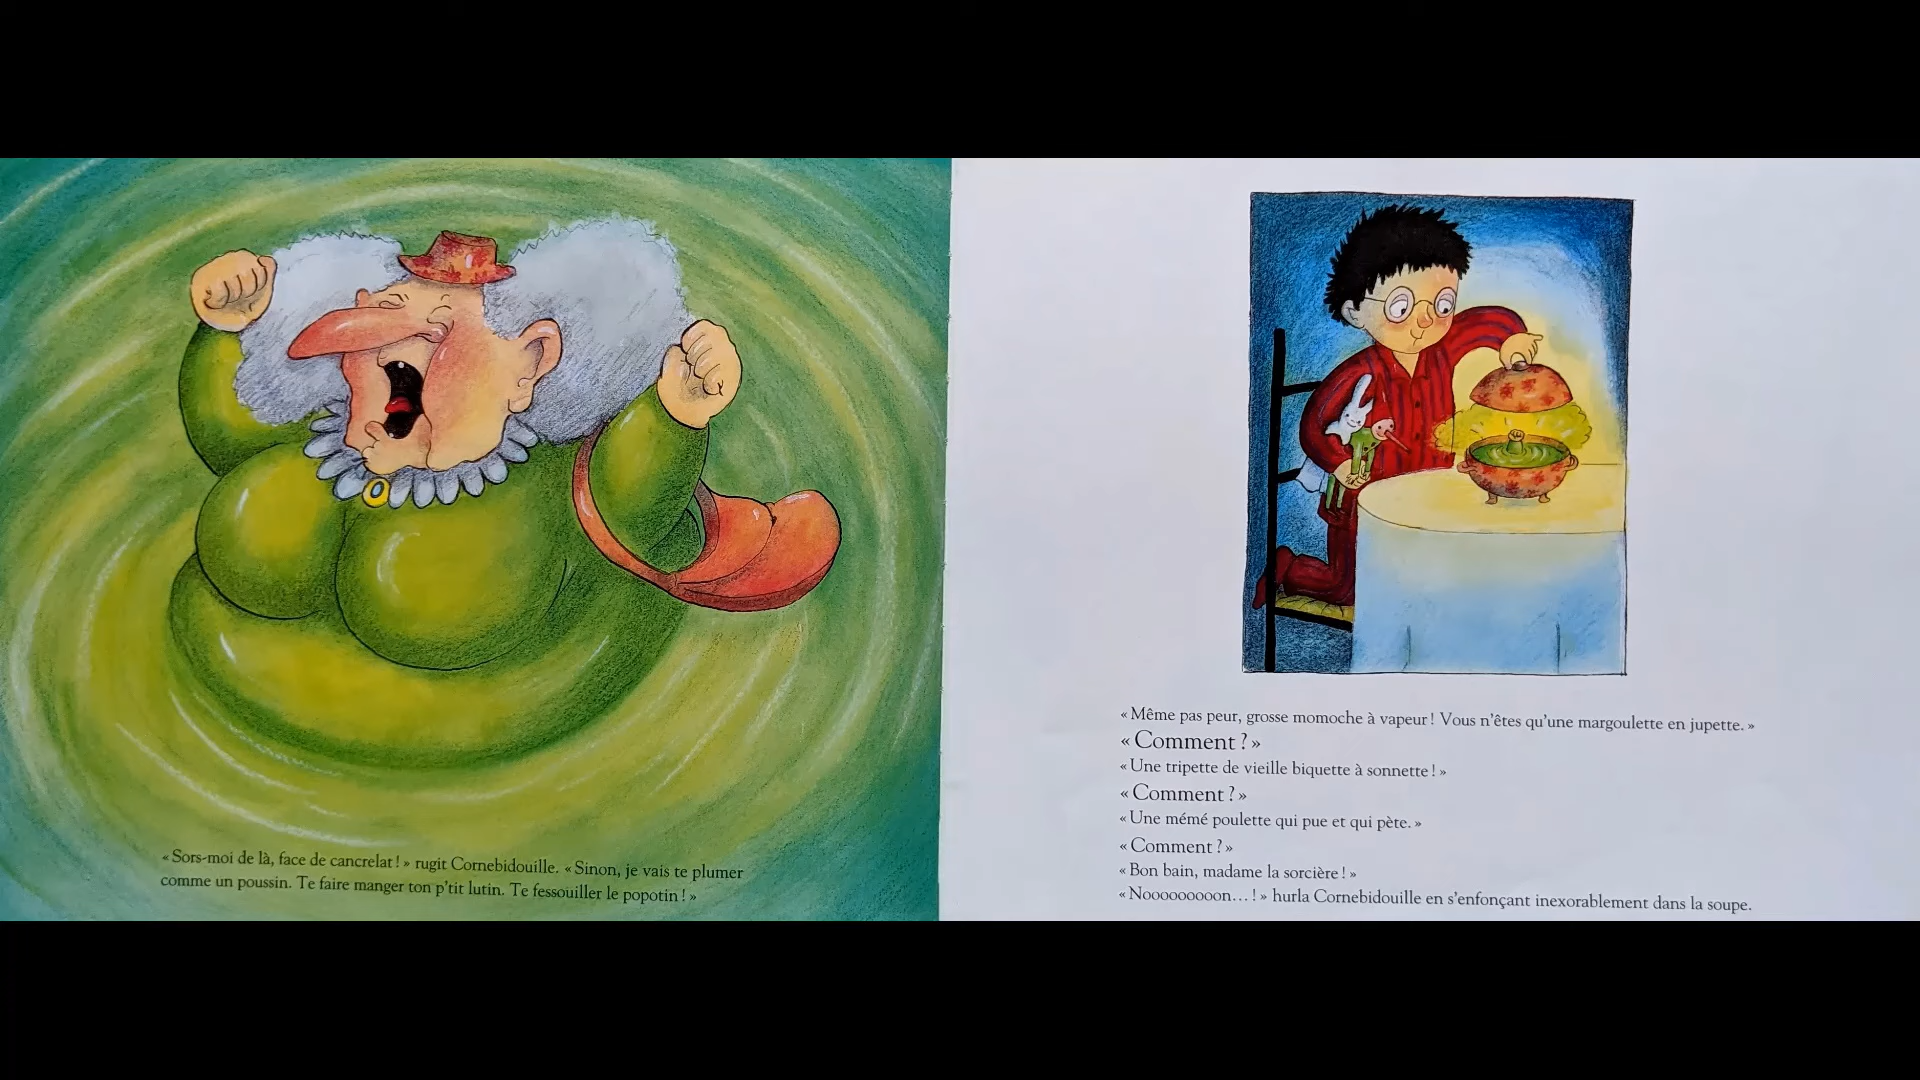 « Sors-moi de là, face de cancrelat ! » rugit Cornebidouille. « Sinon, je vais te plumer
comme un poussin. Te faire manger ton p'tit lutin. Te fessouiller le popotin ! »
« Même pas peur, grosse momoche à vapeur ! Vous n'êtes qu'une margoulette en jupette. »
« Comment ? »
« Une tripette de vieille biquette à sonnette ! »
« Comment ? »
« Une mémé poulette qui pue et qui pète. »
« Comment ? »
« Bon bain, madame la sorcière ! »
« Nooooooooon… ! » hurla Cornebidouille en s'enfonçant inexorablement dans la soupe.